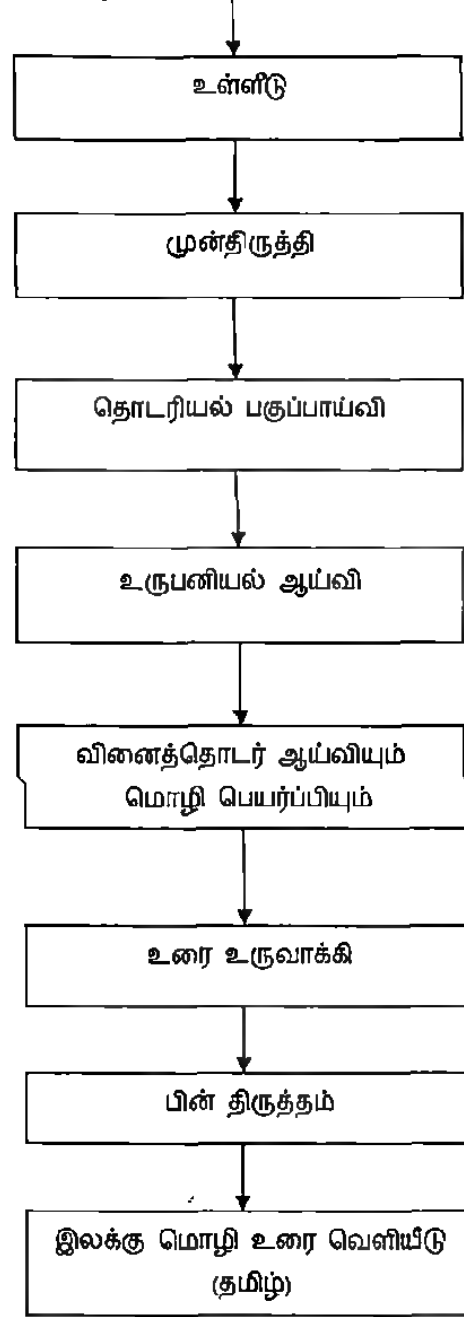 உள்ளீடு
முன்திருத்தி
தொடரியல் பகுப்பாய்வி
உருபனியல் ஆய்வி
வினைத்தொடர் ஆய்வியும்
மொழி பெயர்ப்பியும்
உரை உருவாக்கி
பின் திருத்தம்
இலக்கு மொழி உரை வெளியீடு
(தமிழ்)